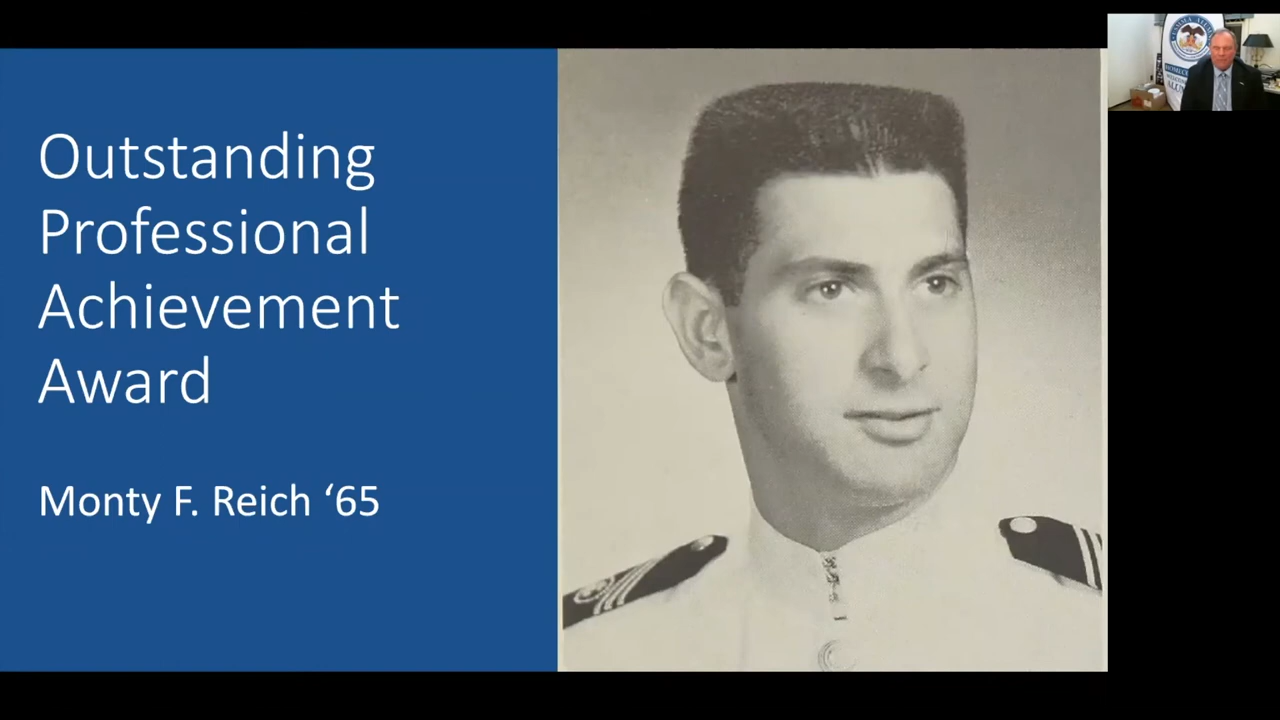 Outstanding
Professional
Achievement
Award
Monty F. Reich ‘65